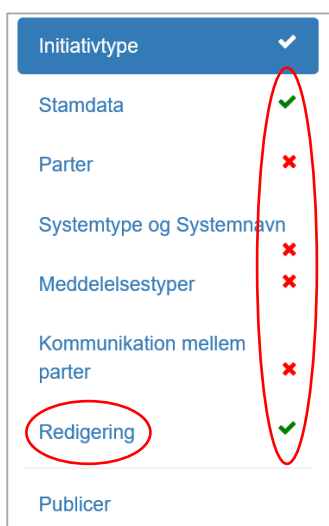 Initiativtype
Stamdata
Parter
Systemtype og Systemnavn
Meddelelsestyper
Kommunikation mellem
parter
Redigering
Publicer